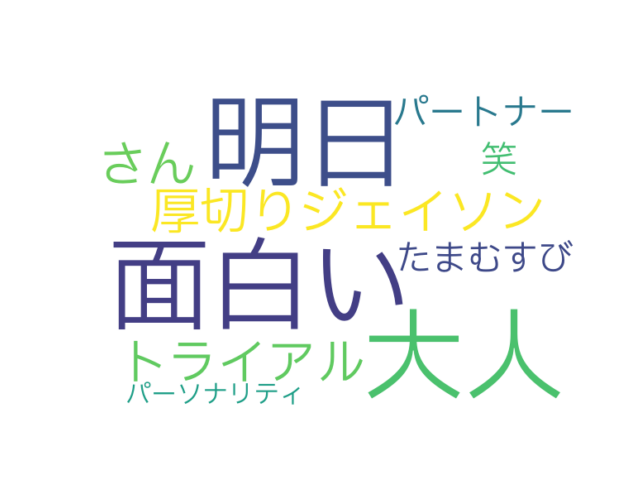 パートナー
明日
さん
笑
厚切りジェイソン
面白い
たまむすび
トライアル
大人
パーソナリティ